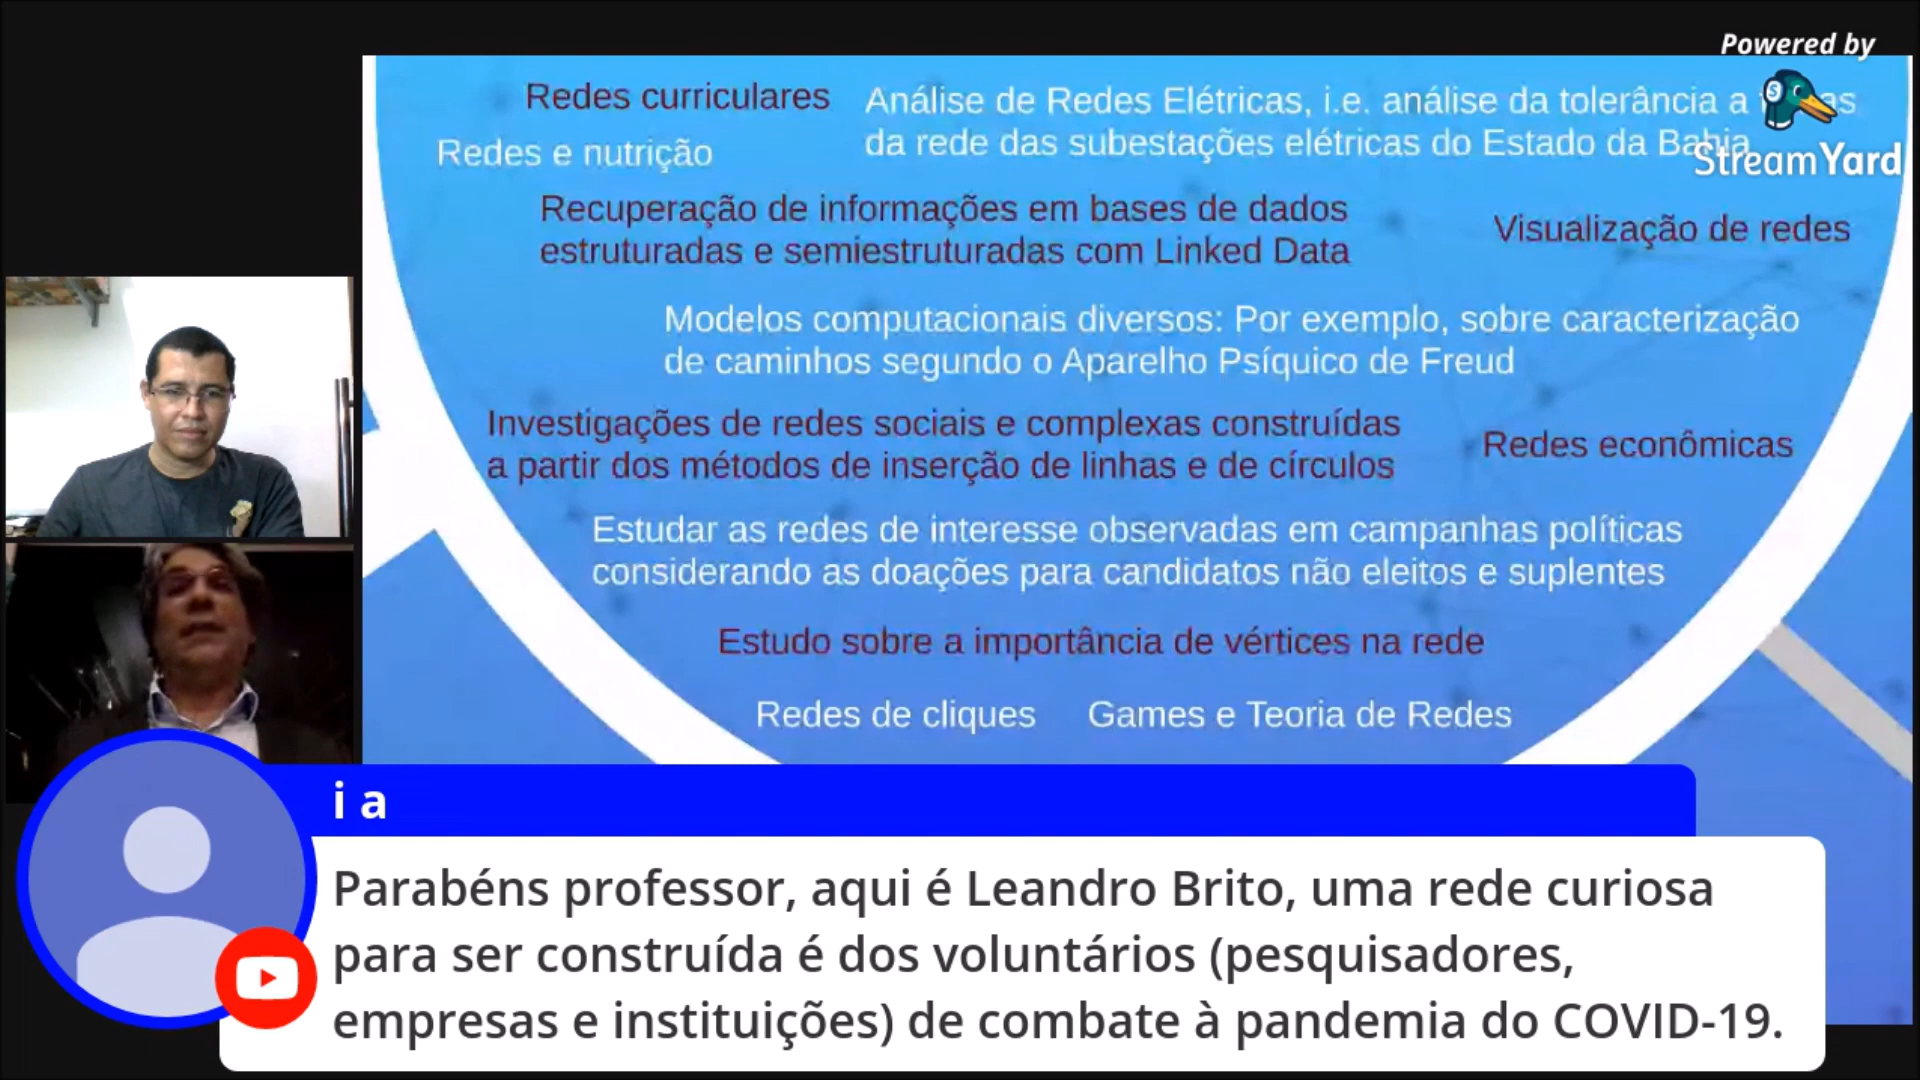 Powered by
StreamYard
Redes curriculares
Análise de Redes Elétricas, i.e. análise da tolerância a
da rede das subestações elétricas do Estado da Bahia
Redes e nutrição
Recuperação de informações em bases de dados
estruturadas e semiestruturadas com Linked Data
Visualização de redes
Modelos computacionais diversos: Por exemplo, sobre caracterização
de caminhos segundo o Aparelho Psíquico de Freud
Investigações de redes sociais e complexas construídas
a partir dos métodos de inserção de linhas e de círculos
Redes econômicas
Estudar as redes de interesse observadas em campanhas políticas
considerando as doações para candidatos não eleitos e suplentes
Estudo sobre a importância de vértices na rede
Redes de cliques
Games e Teoria de Redes
i a
Parabéns professor, aqui é Leandro Brito, uma rede curiosa
para ser construída é dos voluntários (pesquisadores,
empresas e instituições) de combate à pandemia do COVID-19.